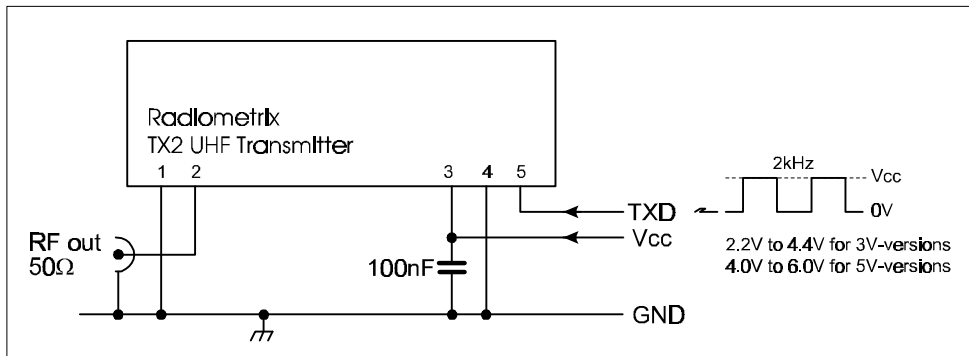 Radiometrix
TX2 UHF Transmitter
1 2 3 4 5
2kHz
Vcc
0V
TXD
Vcc
2.2V to 4.4V for 3V-versions
4.0V to 6.0V for 5V-versions
RF out
50Ω
100nF
GND